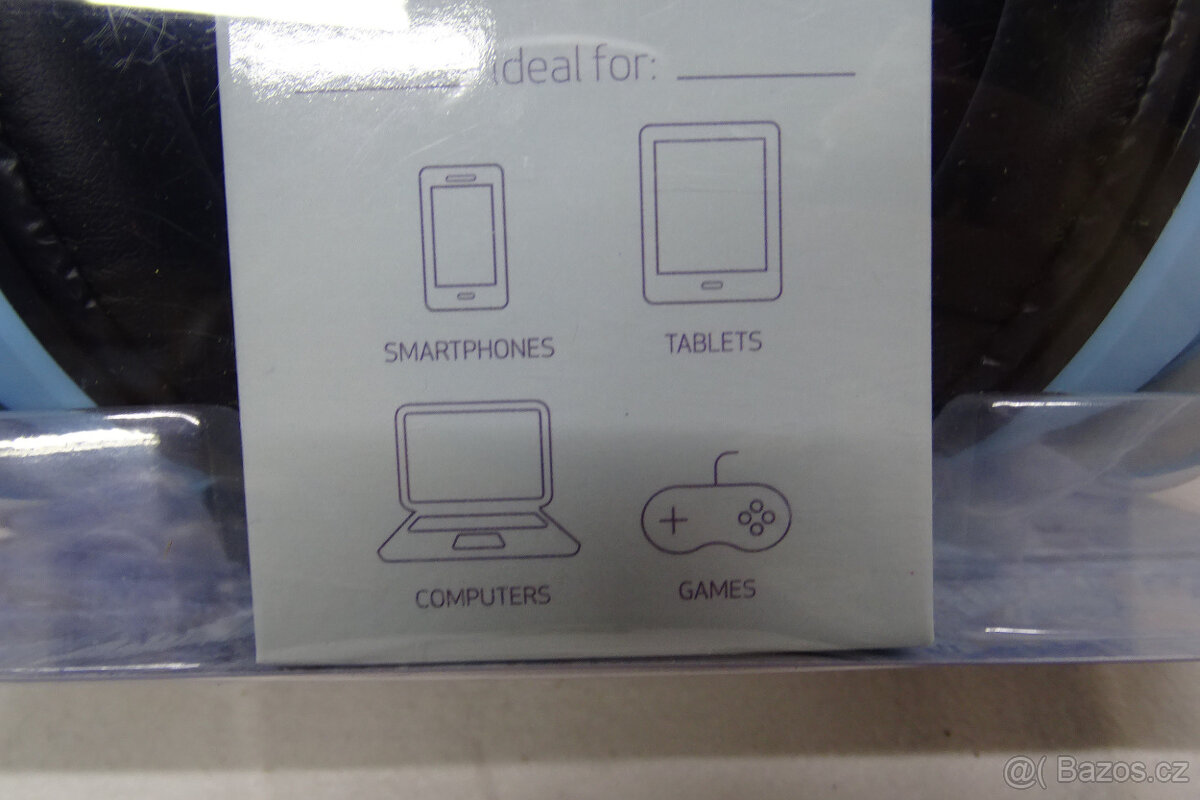 ideal for:
SMARTPHONES
TABLETS
COMPUTERS
GAMES
@( Bazos.cz